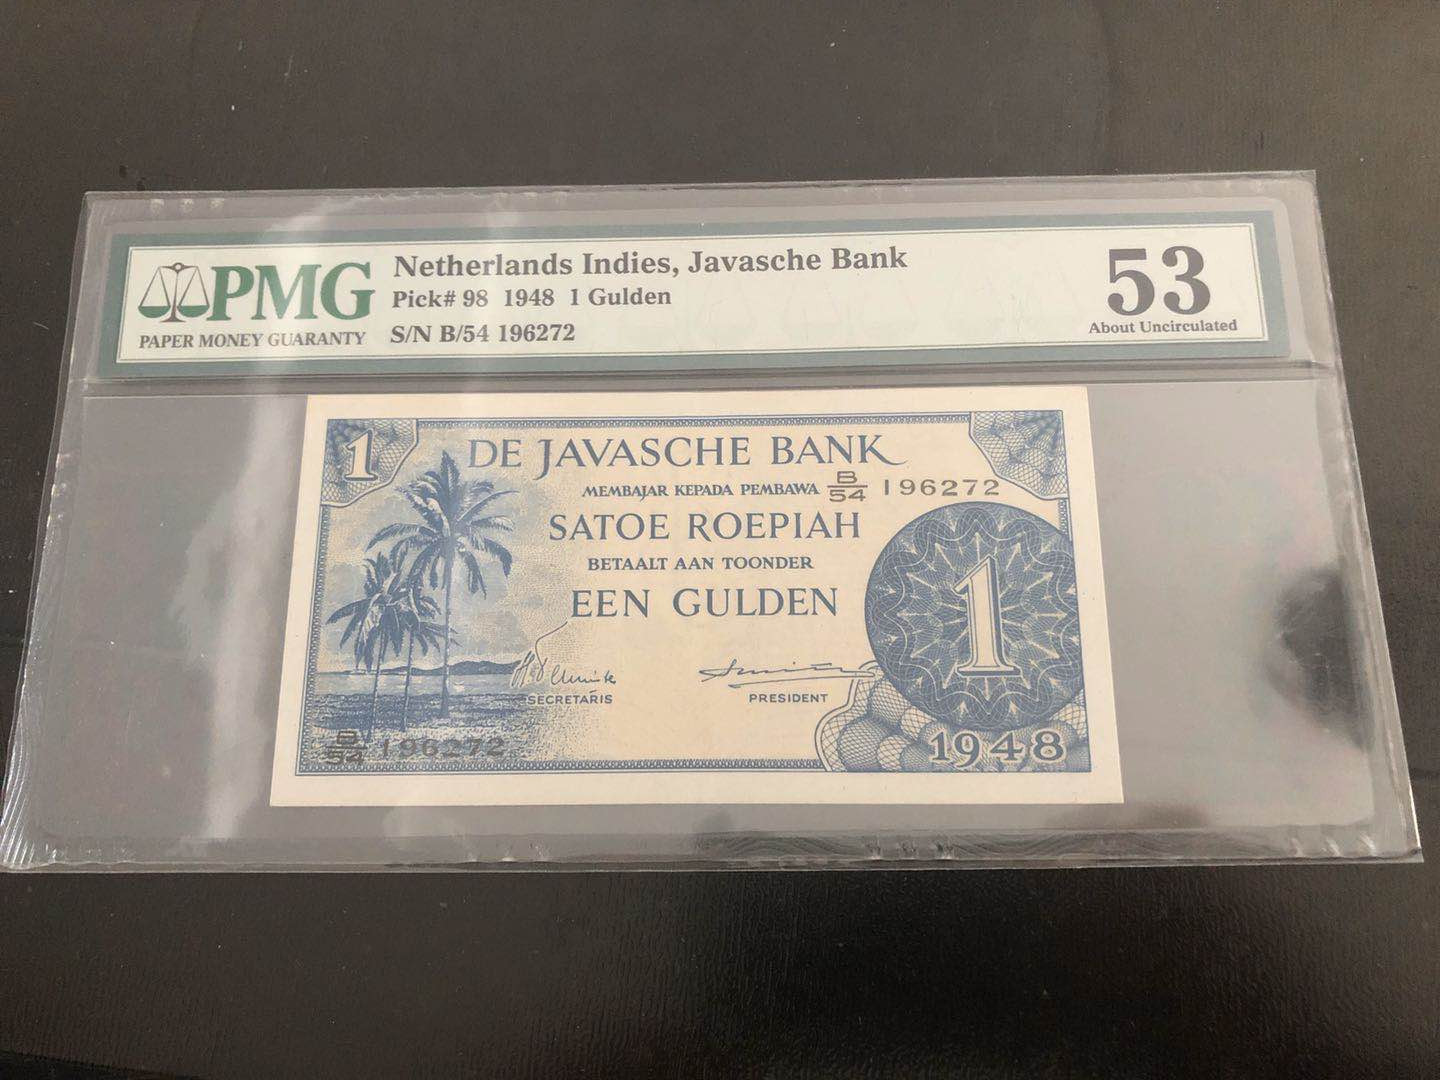 PMG
PAPER MONEY GUARANTY
Netherlands Indies, Javasche Bank
Pick# 98 1948 1 Gulden
S/N B/54 196272
53
About Uncirculated
1
DE JAVASCHE BANK
MEMBAJAR KEPADA PEMBAWA B/54 196272
SATOE ROEPIAH
BETAALT AAN TOONDER
EEN GULDEN
1
SECRETARIS
PRESIDENT
B/54 196272
1948